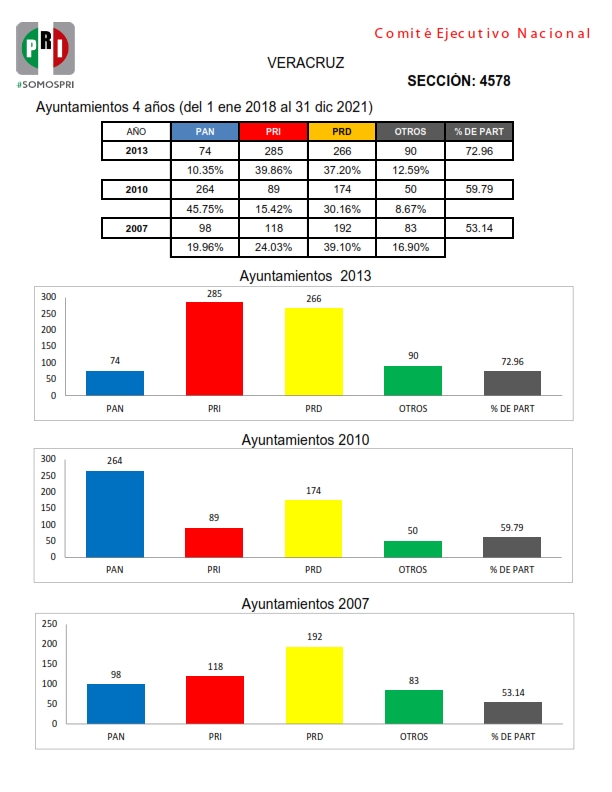 Comité Ejecutivo Nacional
PRI
#SOMOSPRI
VERACRUZ
SECCIÓN: 4578
Ayuntamientos 4 años (del 1 ene 2018 al 31 dic 2021)
AÑO PAN PRI PRD OTROS % DE PART
2013 74 285 266 90 72.96
10.35% 39.86% 37.20% 12.59%
2010 264 89 174 50 59.79
45.75% 15.42% 30.16% 8.67%
2007 98 118 192 83 53.14
19.96% 24.03% 39.10% 16.90%
Ayuntamientos 2013
300
250
200
150
100
50
0
74 285 266 90 72.96
PAN PRI PRD OTROS % DE PART
Ayuntamientos 2010
300
250
200
150
100
50
0
264 89 174 50 59.79
PAN PRI PRD OTROS % DE PART
Ayuntamientos 2007
250
200
150
100
50
0
98 118 192 83 53.14
PAN PRI PRD OTROS % DE PART